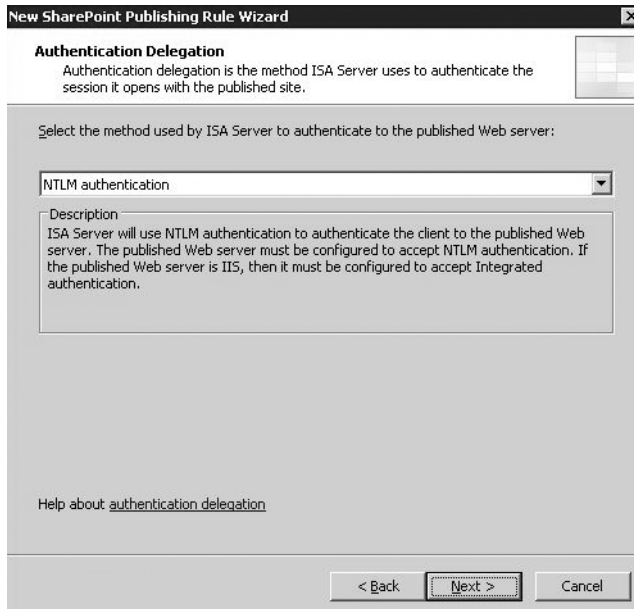 New SharePoint Publishing Rule Wizard
Authentication Delegation
Authentication delegation is the method ISA Server uses to authenticate the
session it opens with the published site.
Select the method used by ISA Server to authenticate to the published Web server:
NTLM authentication
Description
ISA Server will use NTLM authentication to authenticate the client to the published Web
server. The published Web server must be configured to accept NTLM authentication. If
the published Web server is IIS, then it must be configured to accept Integrated
authentication.
Help about authentication delegation
< Back Next > Cancel